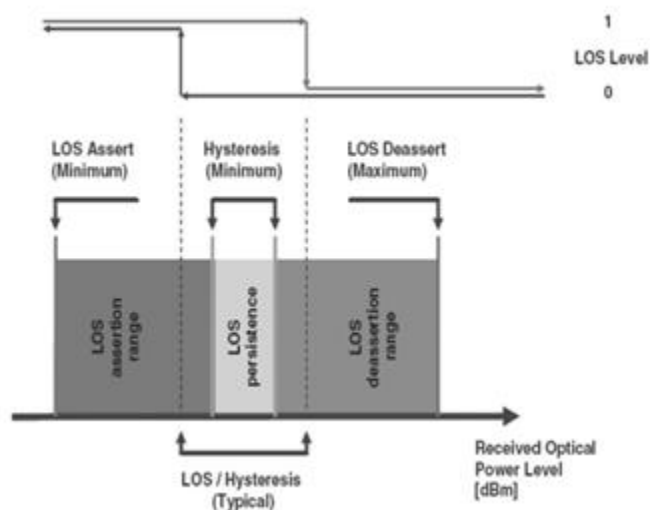 1
LOS Level
0
LOS Assert
(Minimum)
Hysteresis
(Minimum)
LOS Deassert
(Maximum)
LOS
assertion
range
LOS
persistence
LOS
deassertion
range
LOS / Hysteresis
(Typical)
Received Optical
Power Level
[dBm]